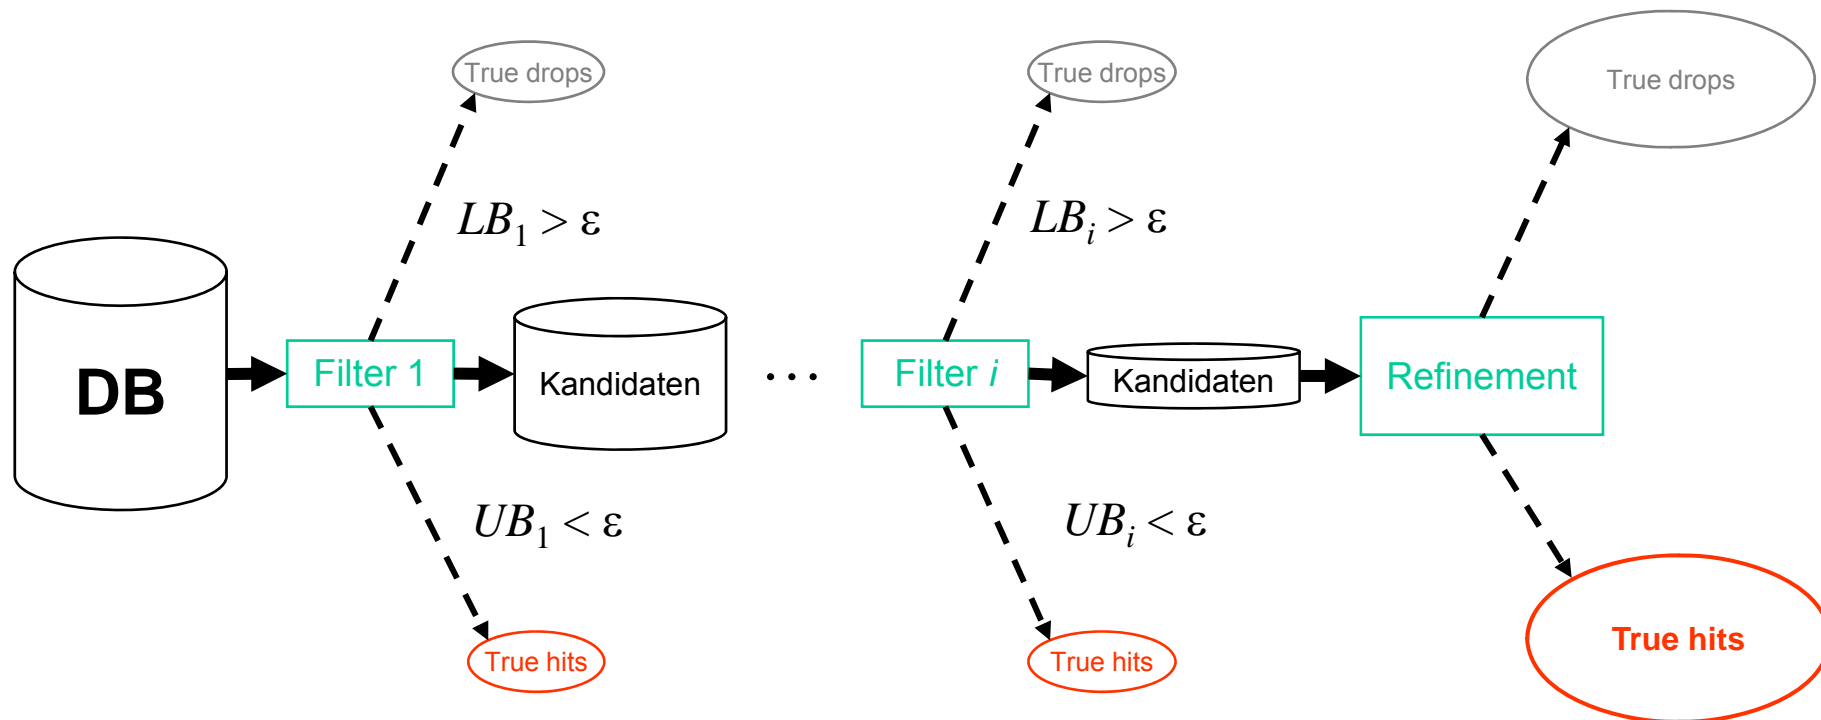 True drops
True drops
True drops
LB₁ > ε
LBᵢ > ε
DB
Filter 1
Kandidaten
...
Filter i
Kandidaten
Refinement
UB₁ < ε
UBᵢ < ε
True hits
True hits
True hits